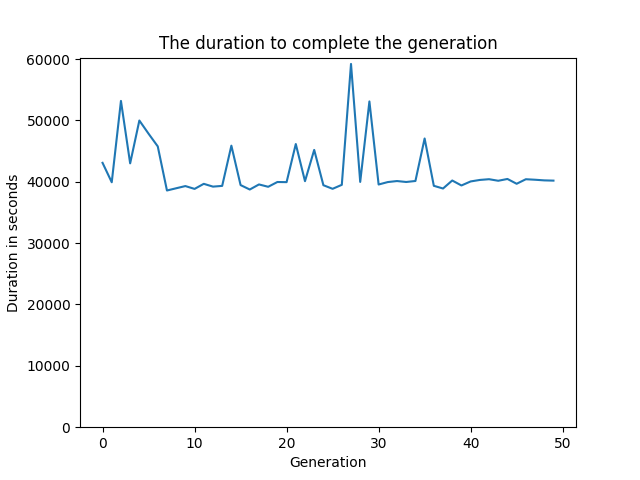 The duration to complete the generation
60000
50000
40000
30000
20000
10000
0
Duration in seconds
0 10 20 30 40 50
Generation